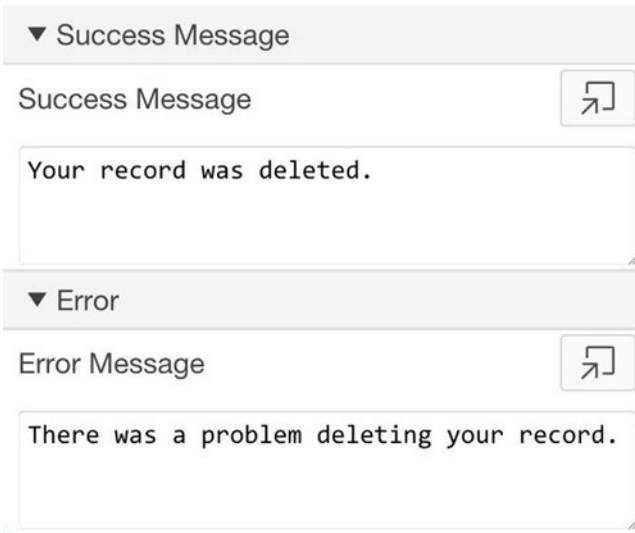 Success Message
Success Message
Your record was deleted.
Error
Error Message
There was a problem deleting your record.